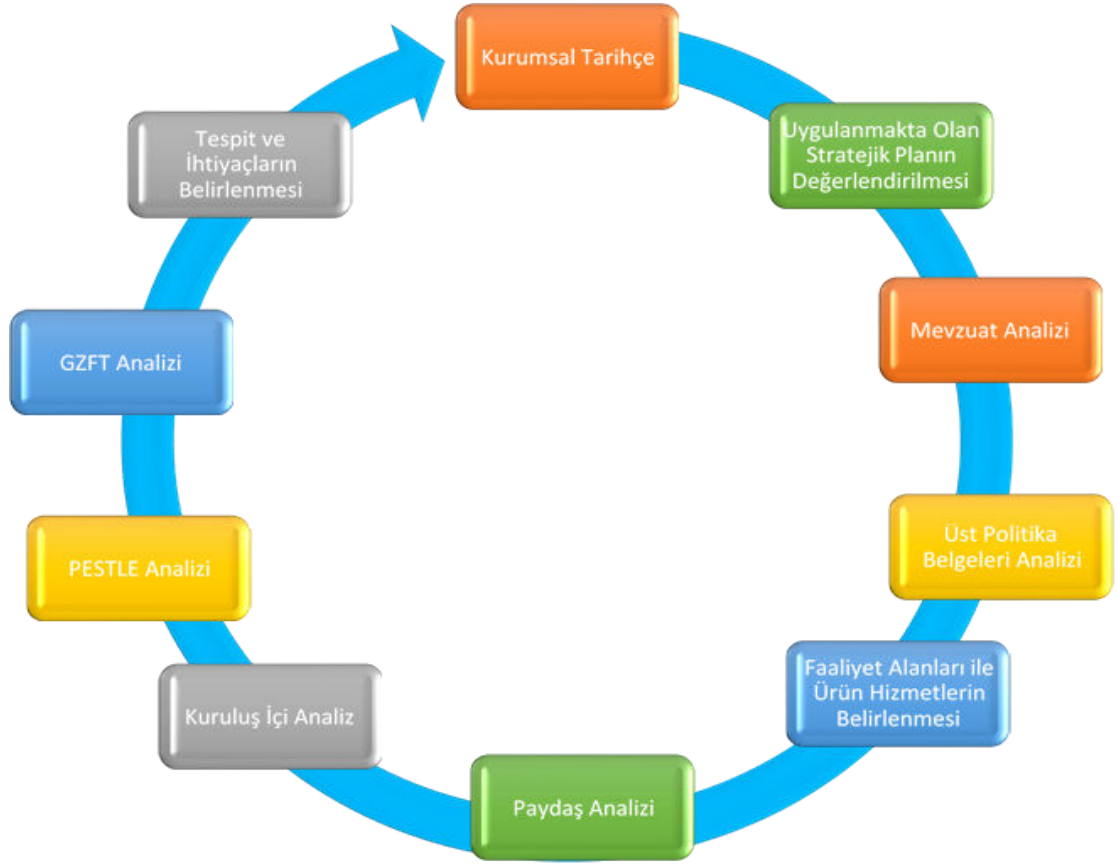 Kurumsal Tarihçe
Uygulanmakta Olan
Stratejik Planın
Değerlendirilmesi
Mevzuat Analizi
Üst Politika
Belgeleri Analizi
Faaliyet Alanları ile
Ürün Hizmetlerin
Belirlenmesi
Paydaş Analizi
Kuruluş İçi Analiz
PESTLE Analizi
GZFT Analizi
Tespit ve
İhtiyaçların
Belirlenmesi